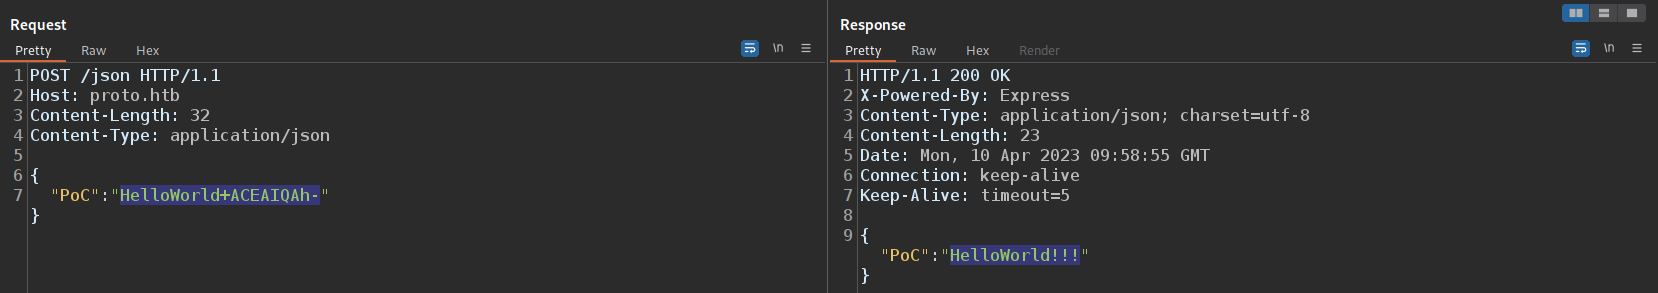 Request
Pretty Raw Hex
\n
1 POST /json HTTP/1.1
2 Host: proto.htb
3 Content-Length: 32
4 Content-Type: application/json
5
6 {
7 "PoC":"HelloWorld+ACEAIQAh-"
}
Response
Pretty Raw Hex Render
\n
1 HTTP/1.1 200 OK
2 X-Powered-By: Express
3 Content-Type: application/json; charset=utf-8
4 Content-Length: 23
5 Date: Mon, 10 Apr 2023 09:58:55 GMT
6 Connection: keep-alive
7 Keep-Alive: timeout=5
8
9 {
"PoC":"HelloWorld!!!"
}